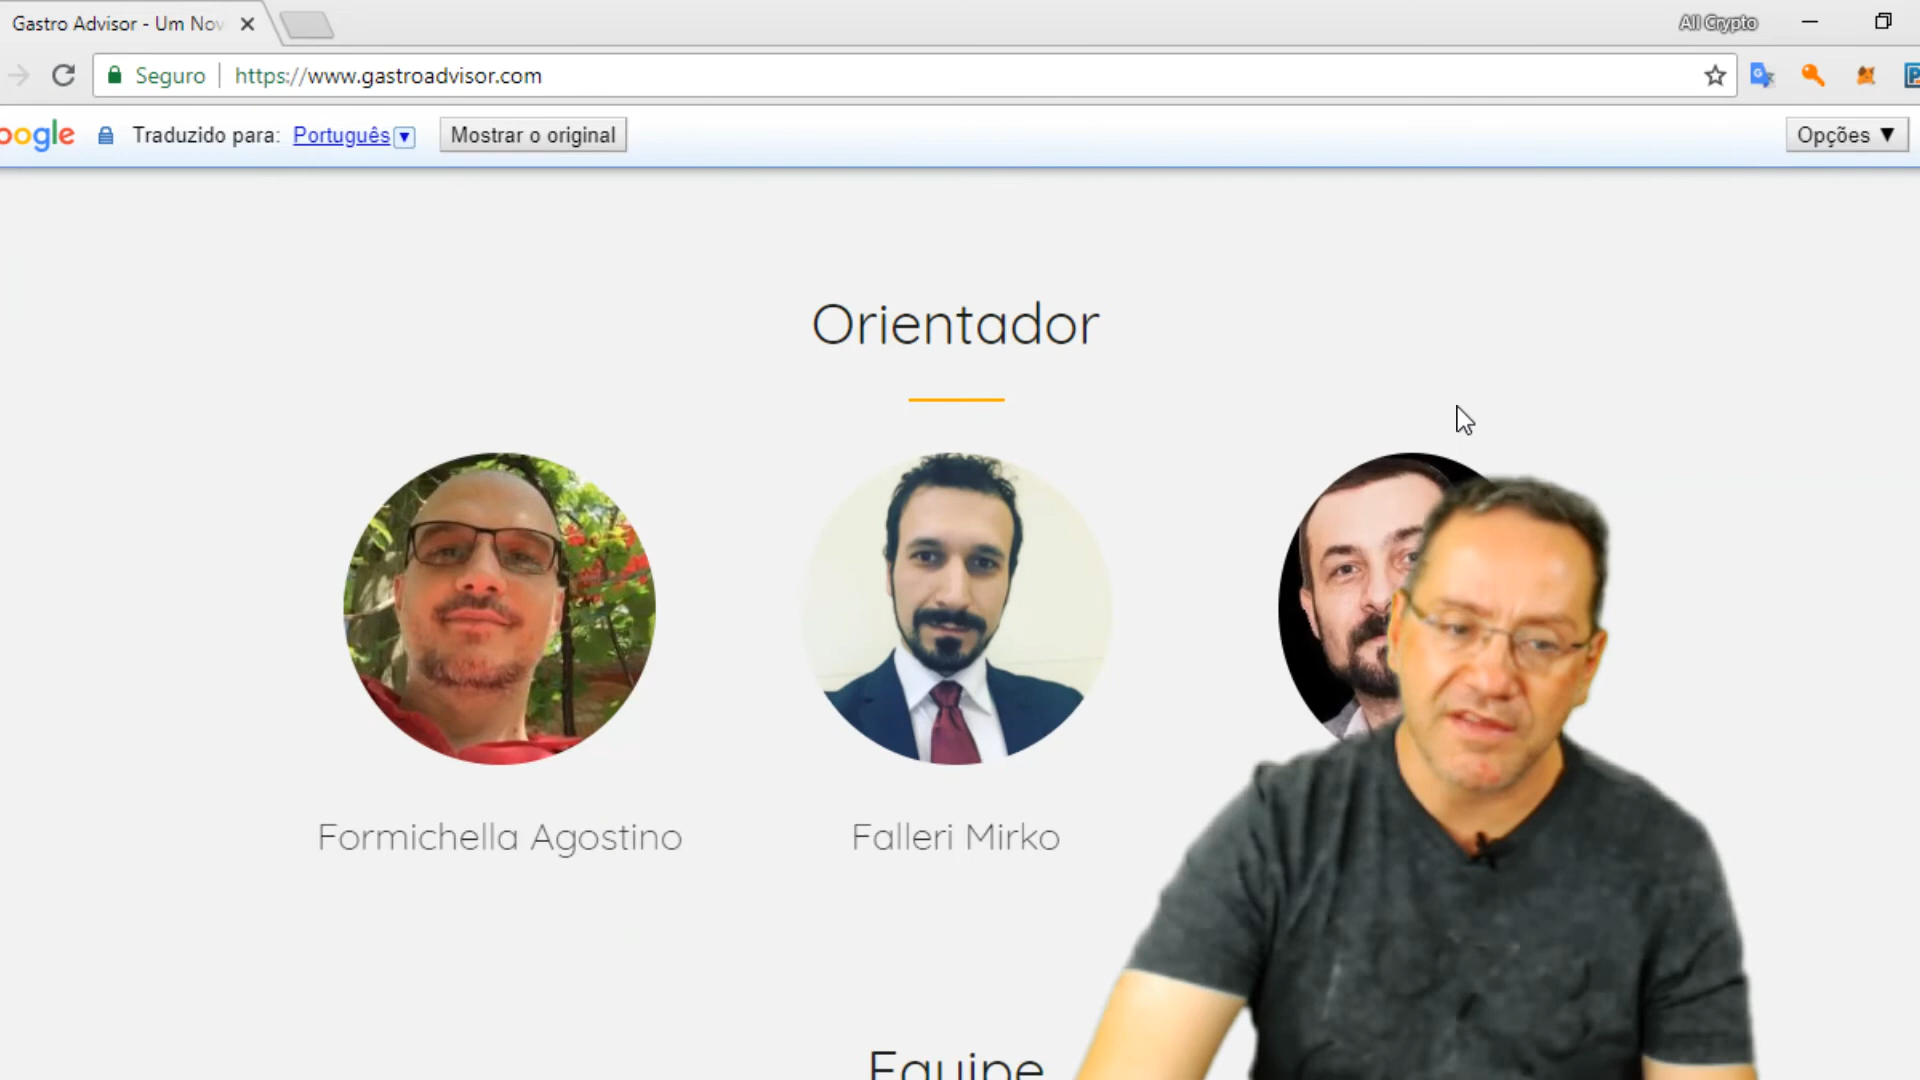 Gastro Advisor - Um Nov
All Crypto
Seguro
https://www.gastroadvisor.com
oogle
Traduzido para: Português
Mostrar o original
Opções
Orientador
Formichella Agostino
Falleri Mirko
Equipe